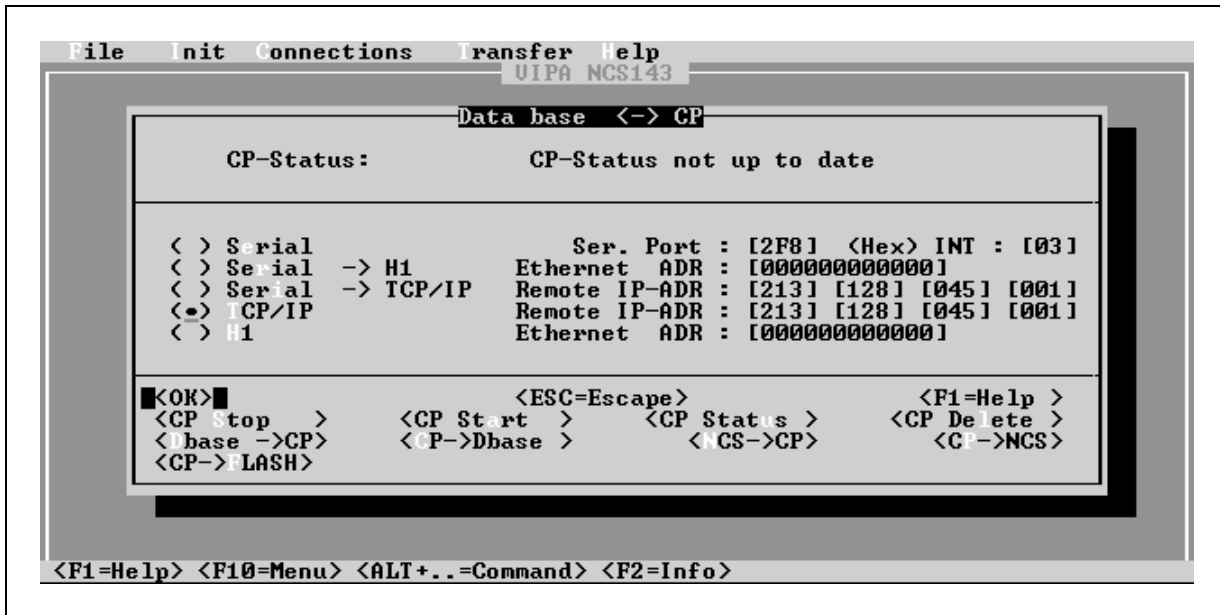 File Init Connections Transfer Help
VIPA NCS143
Data base <-> CP
CP-Status: CP-Status not up to date
( ) Serial Ser. Port : [2F8] (Hex) INT : [03]
( ) Serial -> H1 Ethernet ADR : [000000000000]
( ) Serial -> TCP/IP Remote IP-ADR : [213] [128] [045] [001]
(•) TCP/IP Remote IP-ADR : [213] [128] [045] [001]
( ) H1 Ethernet ADR : [000000000000]
<OK> <ESC=Escape> <F1=Help >
<CP Stop > <CP Start > <CP Status > <CP Delete >
<Dbase ->CP> <CP->Dbase > <NCS->CP> <CP->NCS>
<CP->FLASH>
<F1=Help> <F10=Menu> <ALT+..=Command> <F2=Info>